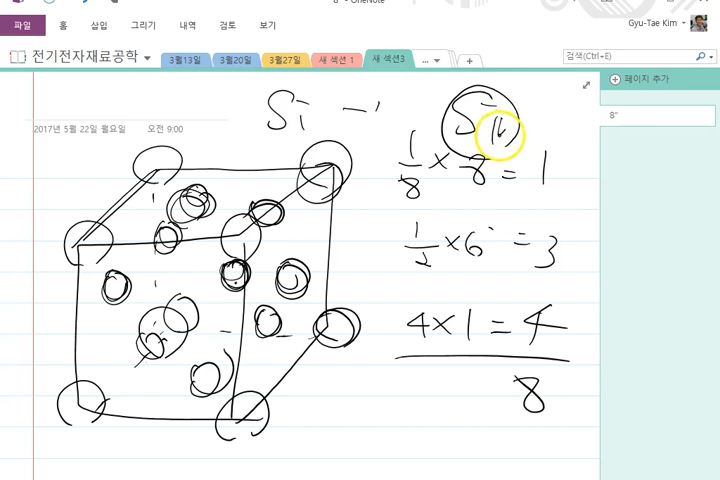 OneNote
파일 홈 삽입 그리기 내역 검토 보기
Gyu-Tae Kim
전기전자재료공학
3월13일 3월20일 3월27일 새 섹션 1 새 섹션3 ...
검색(Ctrl+E)
페이지 추가
8"
2017년 5월 22일 월요일 오전 9:00
Si
Si
1/8 × 8 = 1
1/2 × 6 = 3
4 × 1 = 4
8